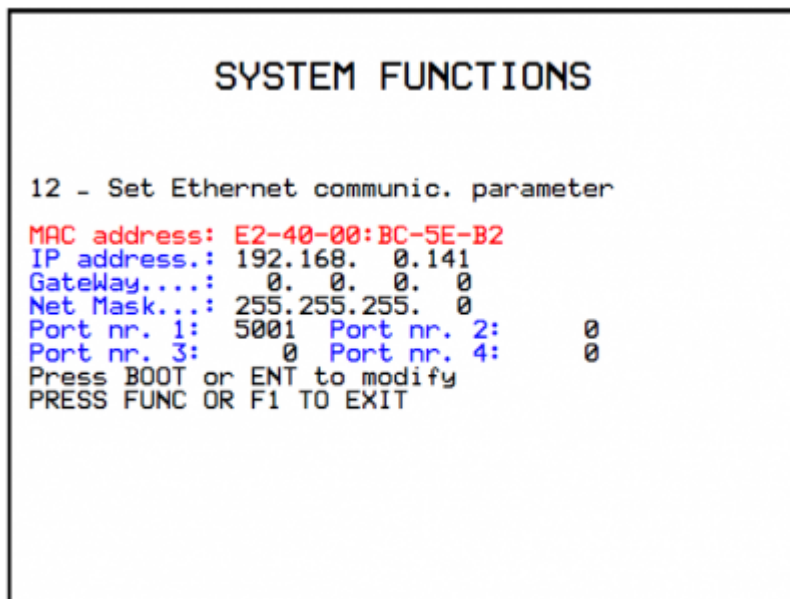 SYSTEM FUNCTIONS
12 - Set Ethernet communic. parameter
MAC address: E2-40-00:BC-5E-B2
IP address.: 192.168.  0.141
GateWay....:   0.  0.  0.  0
Net Mask...: 255.255.255.  0
Port nr. 1:  5001  Port nr. 2:     0
Port nr. 3:     0  Port nr. 4:     0
Press BOOT or ENT to modify
PRESS FUNC OR F1 TO EXIT